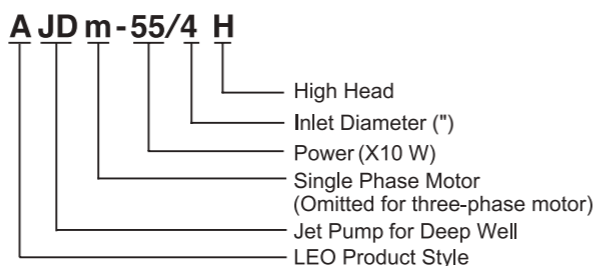 A JD m - 55 / 4 H
High Head
Inlet Diameter (")
Power (X10 W)
Single Phase Motor
(Omitted for three-phase motor)
Jet Pump for Deep Well
LEO Product Style